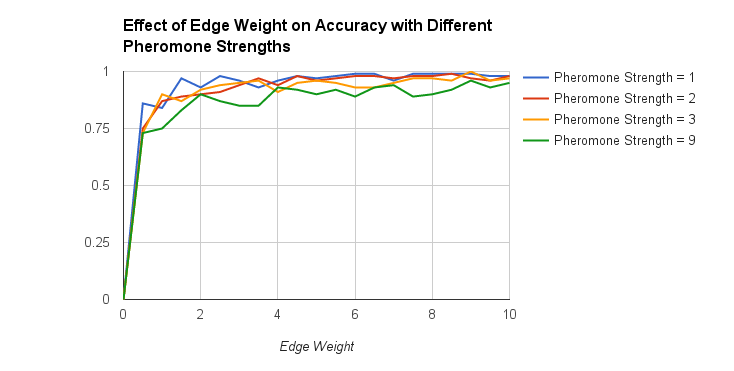 Effect of Edge Weight on Accuracy with Different
Pheromone Strengths
1
0.75
0.5
0.25
0
0 2 4 6 8 10
Edge Weight
Pheromone Strength = 1
Pheromone Strength = 2
Pheromone Strength = 3
Pheromone Strength = 9